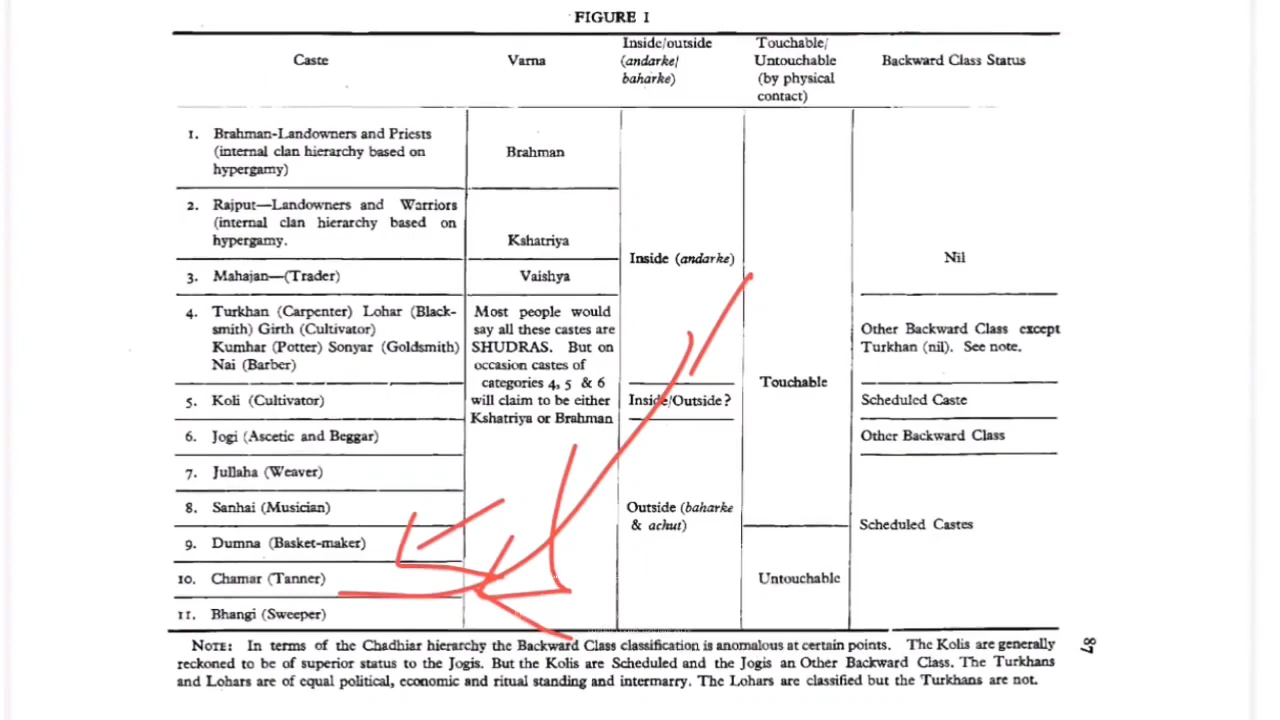 FIGURE I
Caste
Varna
Inside/outside
(andarke/
baharke)
Touchable/
Untouchable
(by physical
contact)
Backward Class Status
1. Brahman-Landowners and Priests
(internal clan hierarchy based on
hypergamy)
Brahman
2. Rajput—Landowners and Warriors
(internal clan hierarchy based on
hypergamy.
Kshatriya
Inside (andarke)
Nil
3. Mahajan—(Trader)
Vaishya
4. Turkhan (Carpenter) Lohar (Black-
smith) Girth (Cultivator)
Kumhar (Potter) Sonyar (Goldsmith)
Nai (Barber)
Most people would
say all these castes are
SHUDRAS. But on
occasion castes of
categories 4, 5 & 6
will claim to be either
Kshatriya or Brahman
Other Backward Class except
Turkhan (nil). See note.
Touchable
5. Koli (Cultivator)
Inside/Outside?
Scheduled Caste
6. Jogi (Ascetic and Beggar)
Other Backward Class
7. Jullaha (Weaver)
8. Sanhai (Musician)
Outside (baharke
& achut)
Scheduled Castes
9. Dumna (Basket-maker)
10. Chamar (Tanner)
Untouchable
11. Bhangi (Sweeper)
NOTE: In terms of the Chadhiar hierarchy the Backward Class classification is anomalous at certain points. The Kolis are generally
reckoned to be of superior status to the Jogis. But the Kolis are Scheduled and the Jogis an Other Backward Class. The Turkhans
and Lohars are of equal political, economic and ritual standing and intermarry. The Lohars are classified but the Turkhans are not.
87